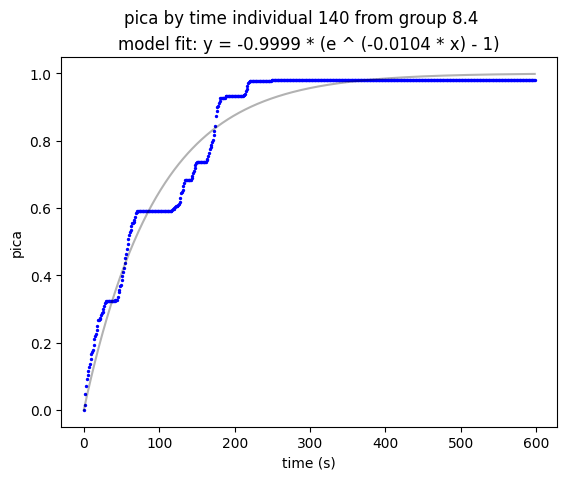 pica by time individual 140 from group 8.4
model fit: y = -0.9999 * (e ^ (-0.0104 * x) - 1)
1.0
0.8
0.6
0.4
0.2
0.0
pica
0 100 200 300 400 500 600
time (s)